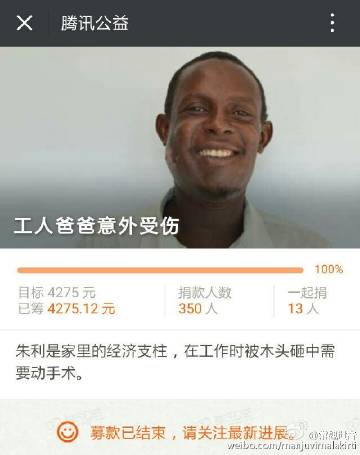 腾讯公益
工人爸爸意外受伤
100%
目标 4275 元
捐款人数
一起捐
已筹 4275.12 元
350 人
13 人
朱利是家里的经济支柱，在工作时被木头砸中需
要动手术。
募款已结束，请关注最新进展。
weibo.com/manjuvimalakirti